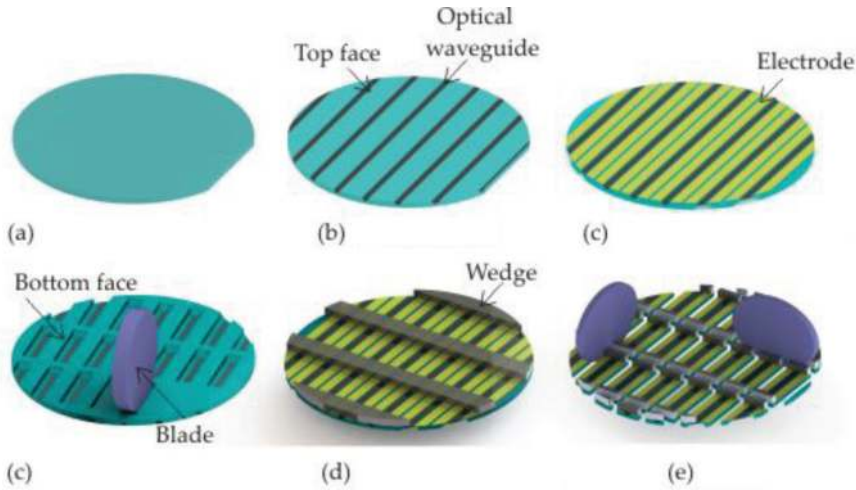 Optical
waveguide
Top face
Electrode
(a)
(b)
(c)
Bottom face
Wedge
Blade
(c)
(d)
(e)